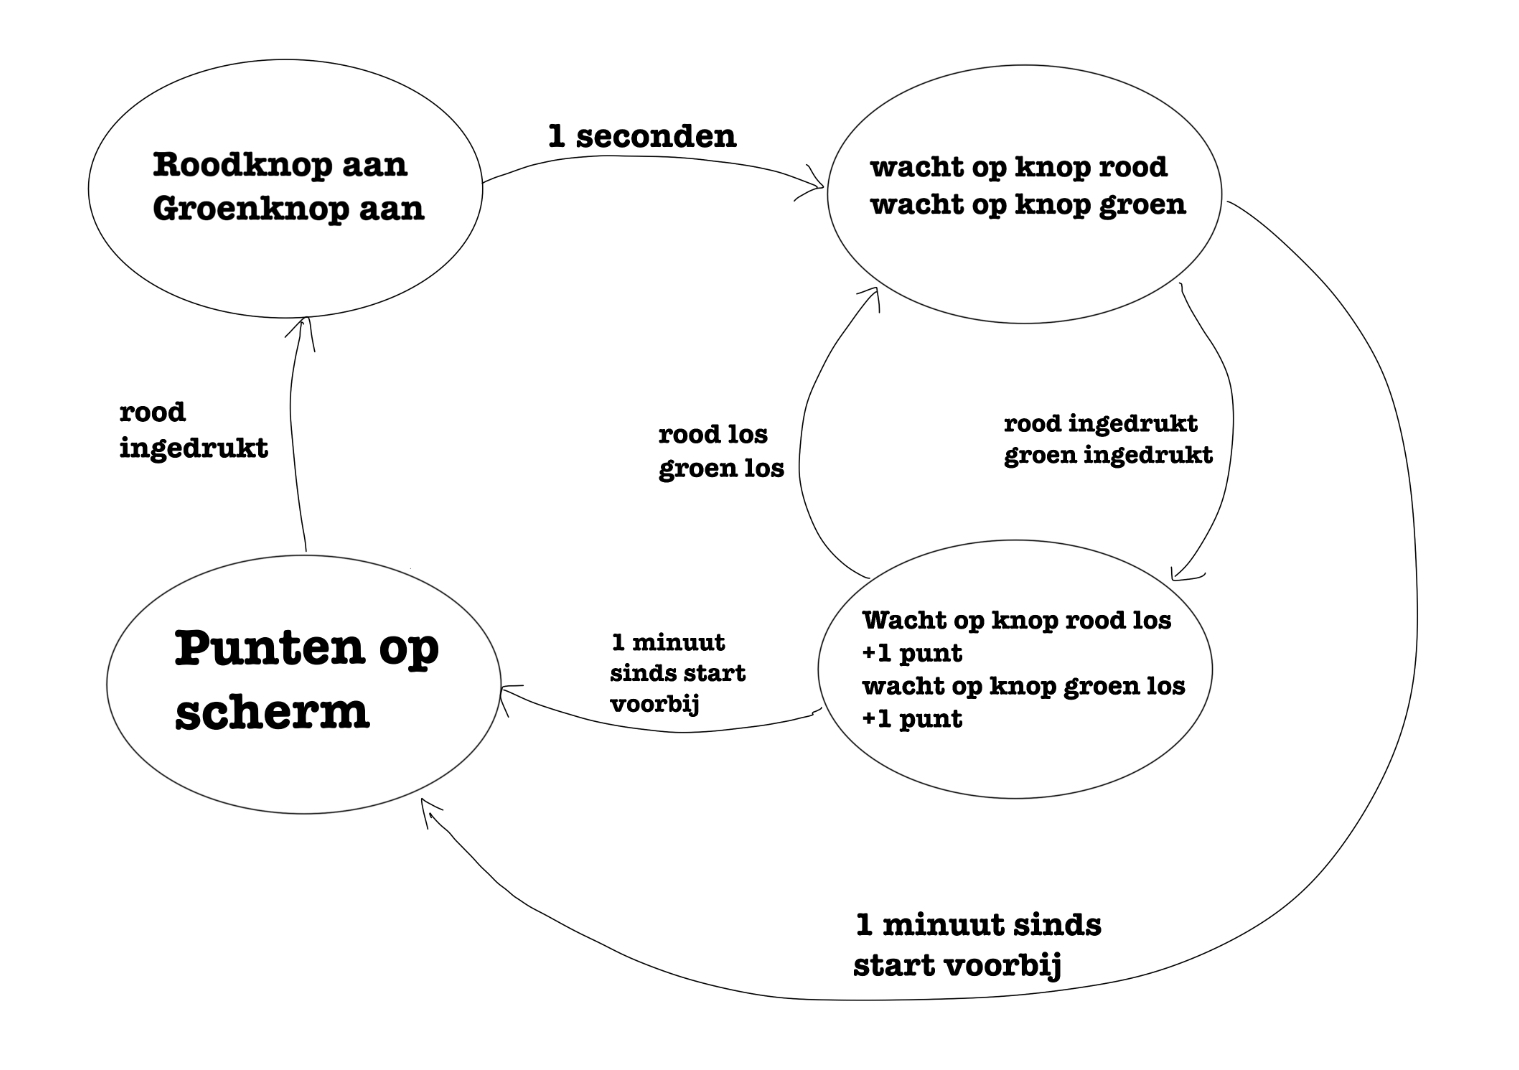 Roodknop aan
Groenknop aan
1 seconden
wacht op knop rood
wacht op knop groen
rood
ingedrukt
rood los
groen los
rood ingedrukt
groen ingedrukt
Punten op
scherm
1 minuut
sinds start
voorbij
Wacht op knop rood los
+1 punt
wacht op knop groen los
+1 punt
1 minuut sinds
start voorbij